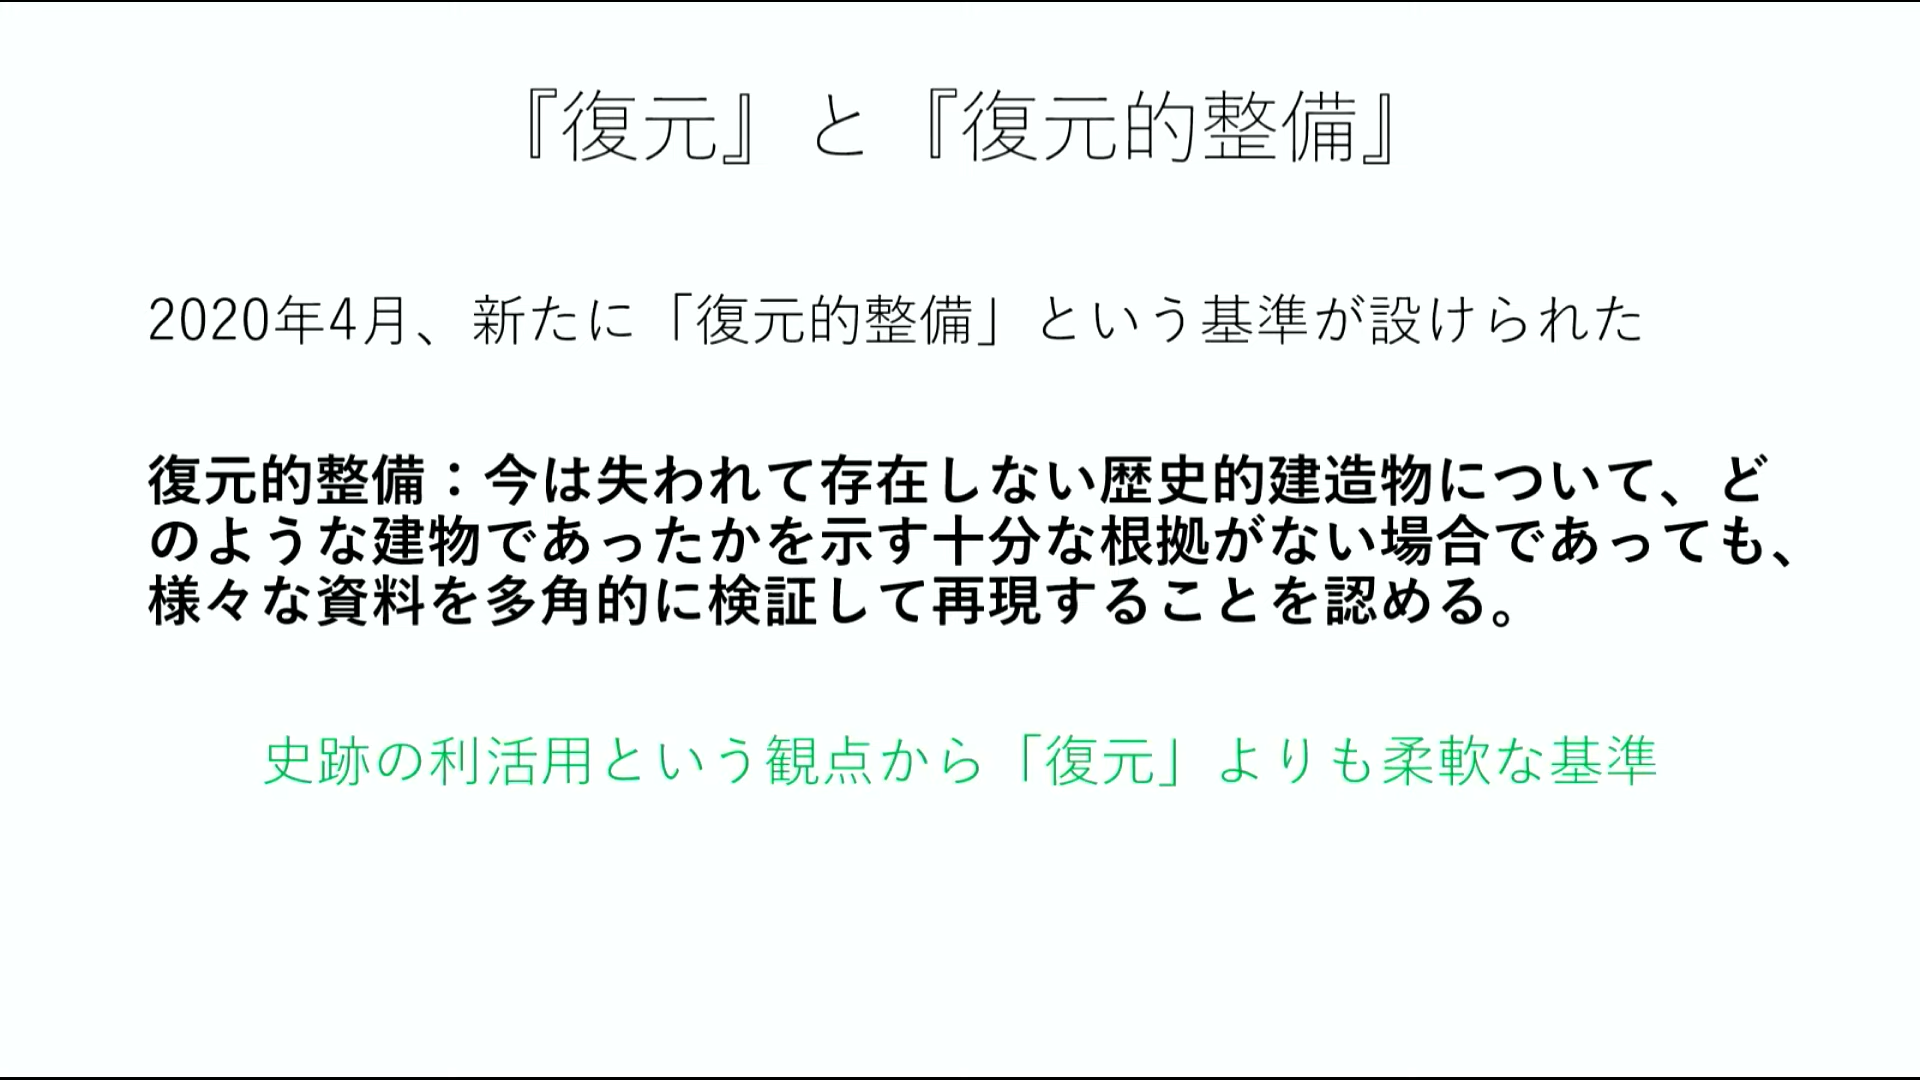 『復元』と『復元的整備』
2020年4月、新たに「復元的整備」という基準が設けられた
復元的整備：今は失われて存在しない歴史的建造物について、ど
のような建物であったかを示す十分な根拠がない場合であっても、
様々な資料を多角的に検証して再現することを認める。
史跡の利活用という観点から「復元」よりも柔軟な基準